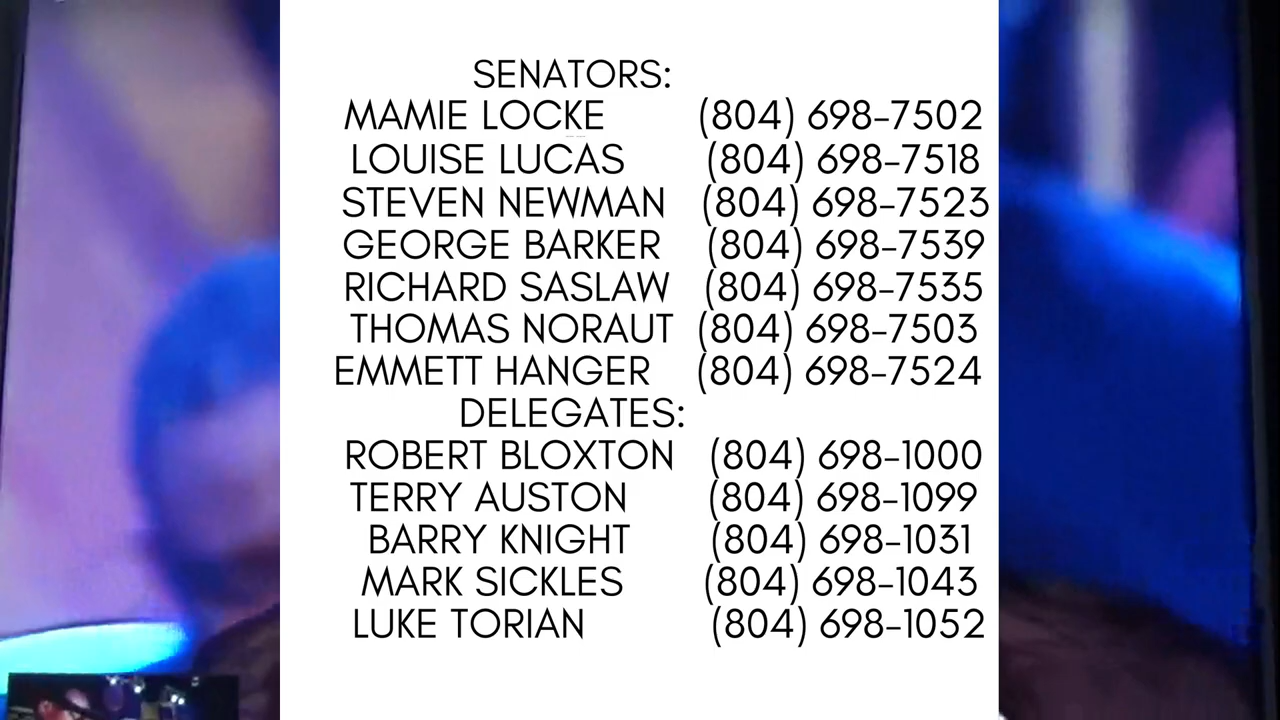 SENATORS:
MAMIE LOCKE (804) 698-7502
LOUISE LUCAS (804) 698-7518
STEVEN NEWMAN (804) 698-7523
GEORGE BARKER (804) 698-7539
RICHARD SASLAW (804) 698-7535
THOMAS NORAUT (804) 698-7503
EMMETT HANGER (804) 698-7524
DELEGATES:
ROBERT BLOXTON (804) 698-1000
TERRY AUSTON (804) 698-1099
BARRY KNIGHT (804) 698-1031
MARK SICKLES (804) 698-1043
LUKE TORIAN (804) 698-1052